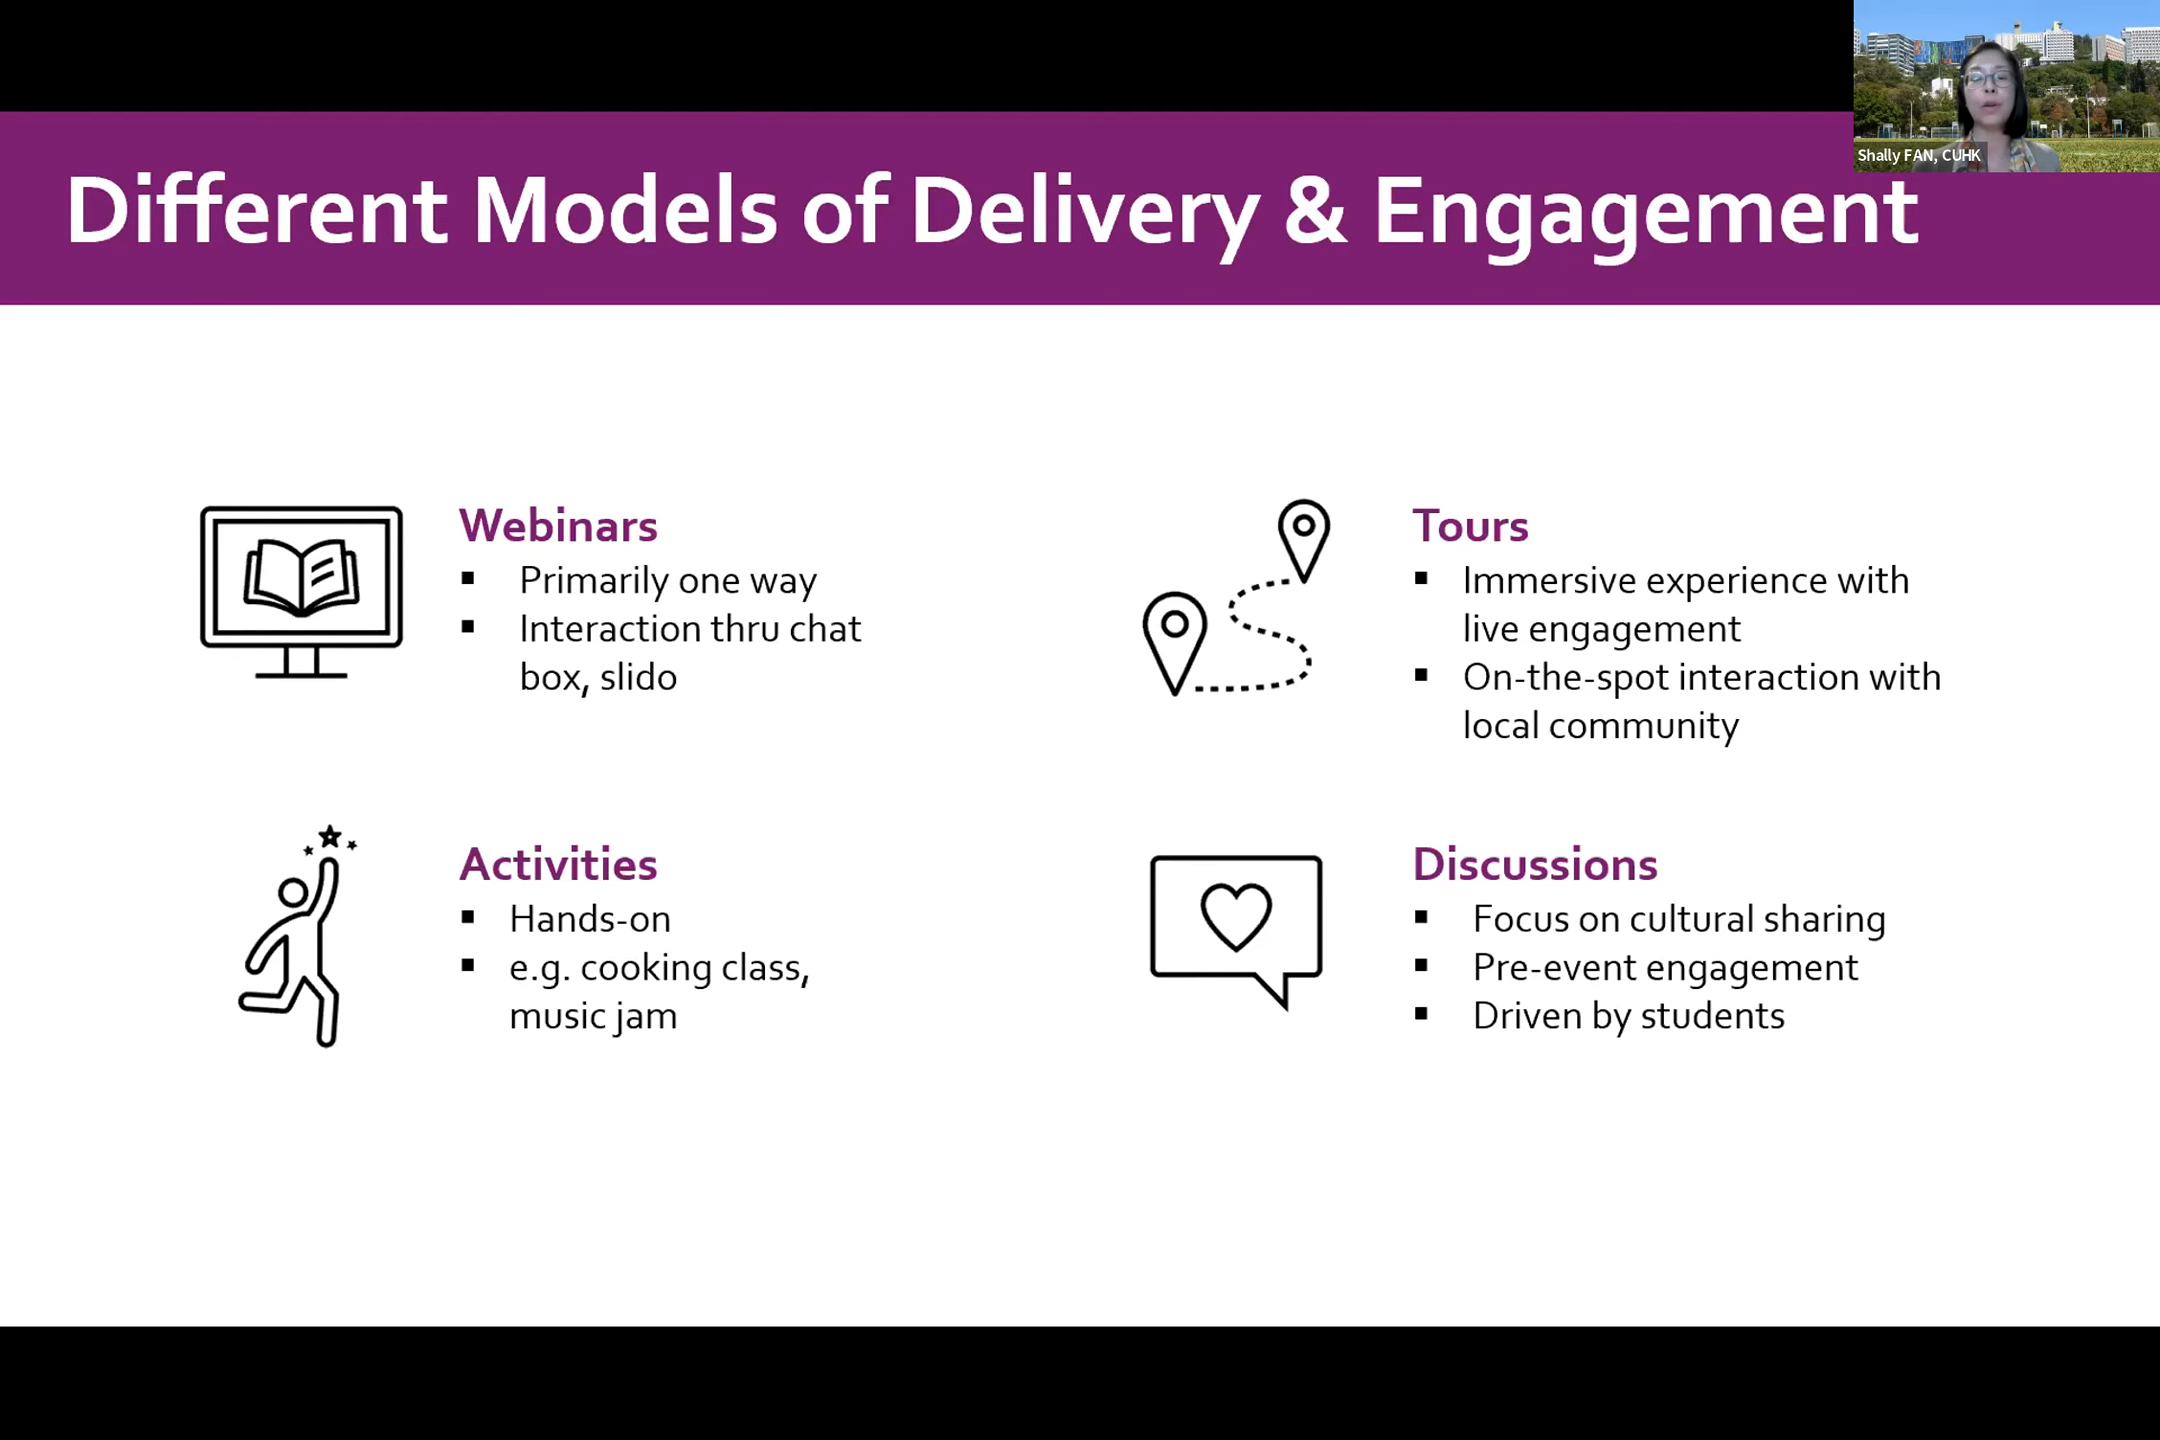 Shally FAN, CUHK
Different Models of Delivery & Engagement
Webinars
▪ Primarily one way
▪ Interaction thru chat
box, slido
Tours
▪ Immersive experience with
live engagement
▪ On-the-spot interaction with
local community
Activities
▪ Hands-on
▪ e.g. cooking class,
music jam
Discussions
▪ Focus on cultural sharing
▪ Pre-event engagement
▪ Driven by students